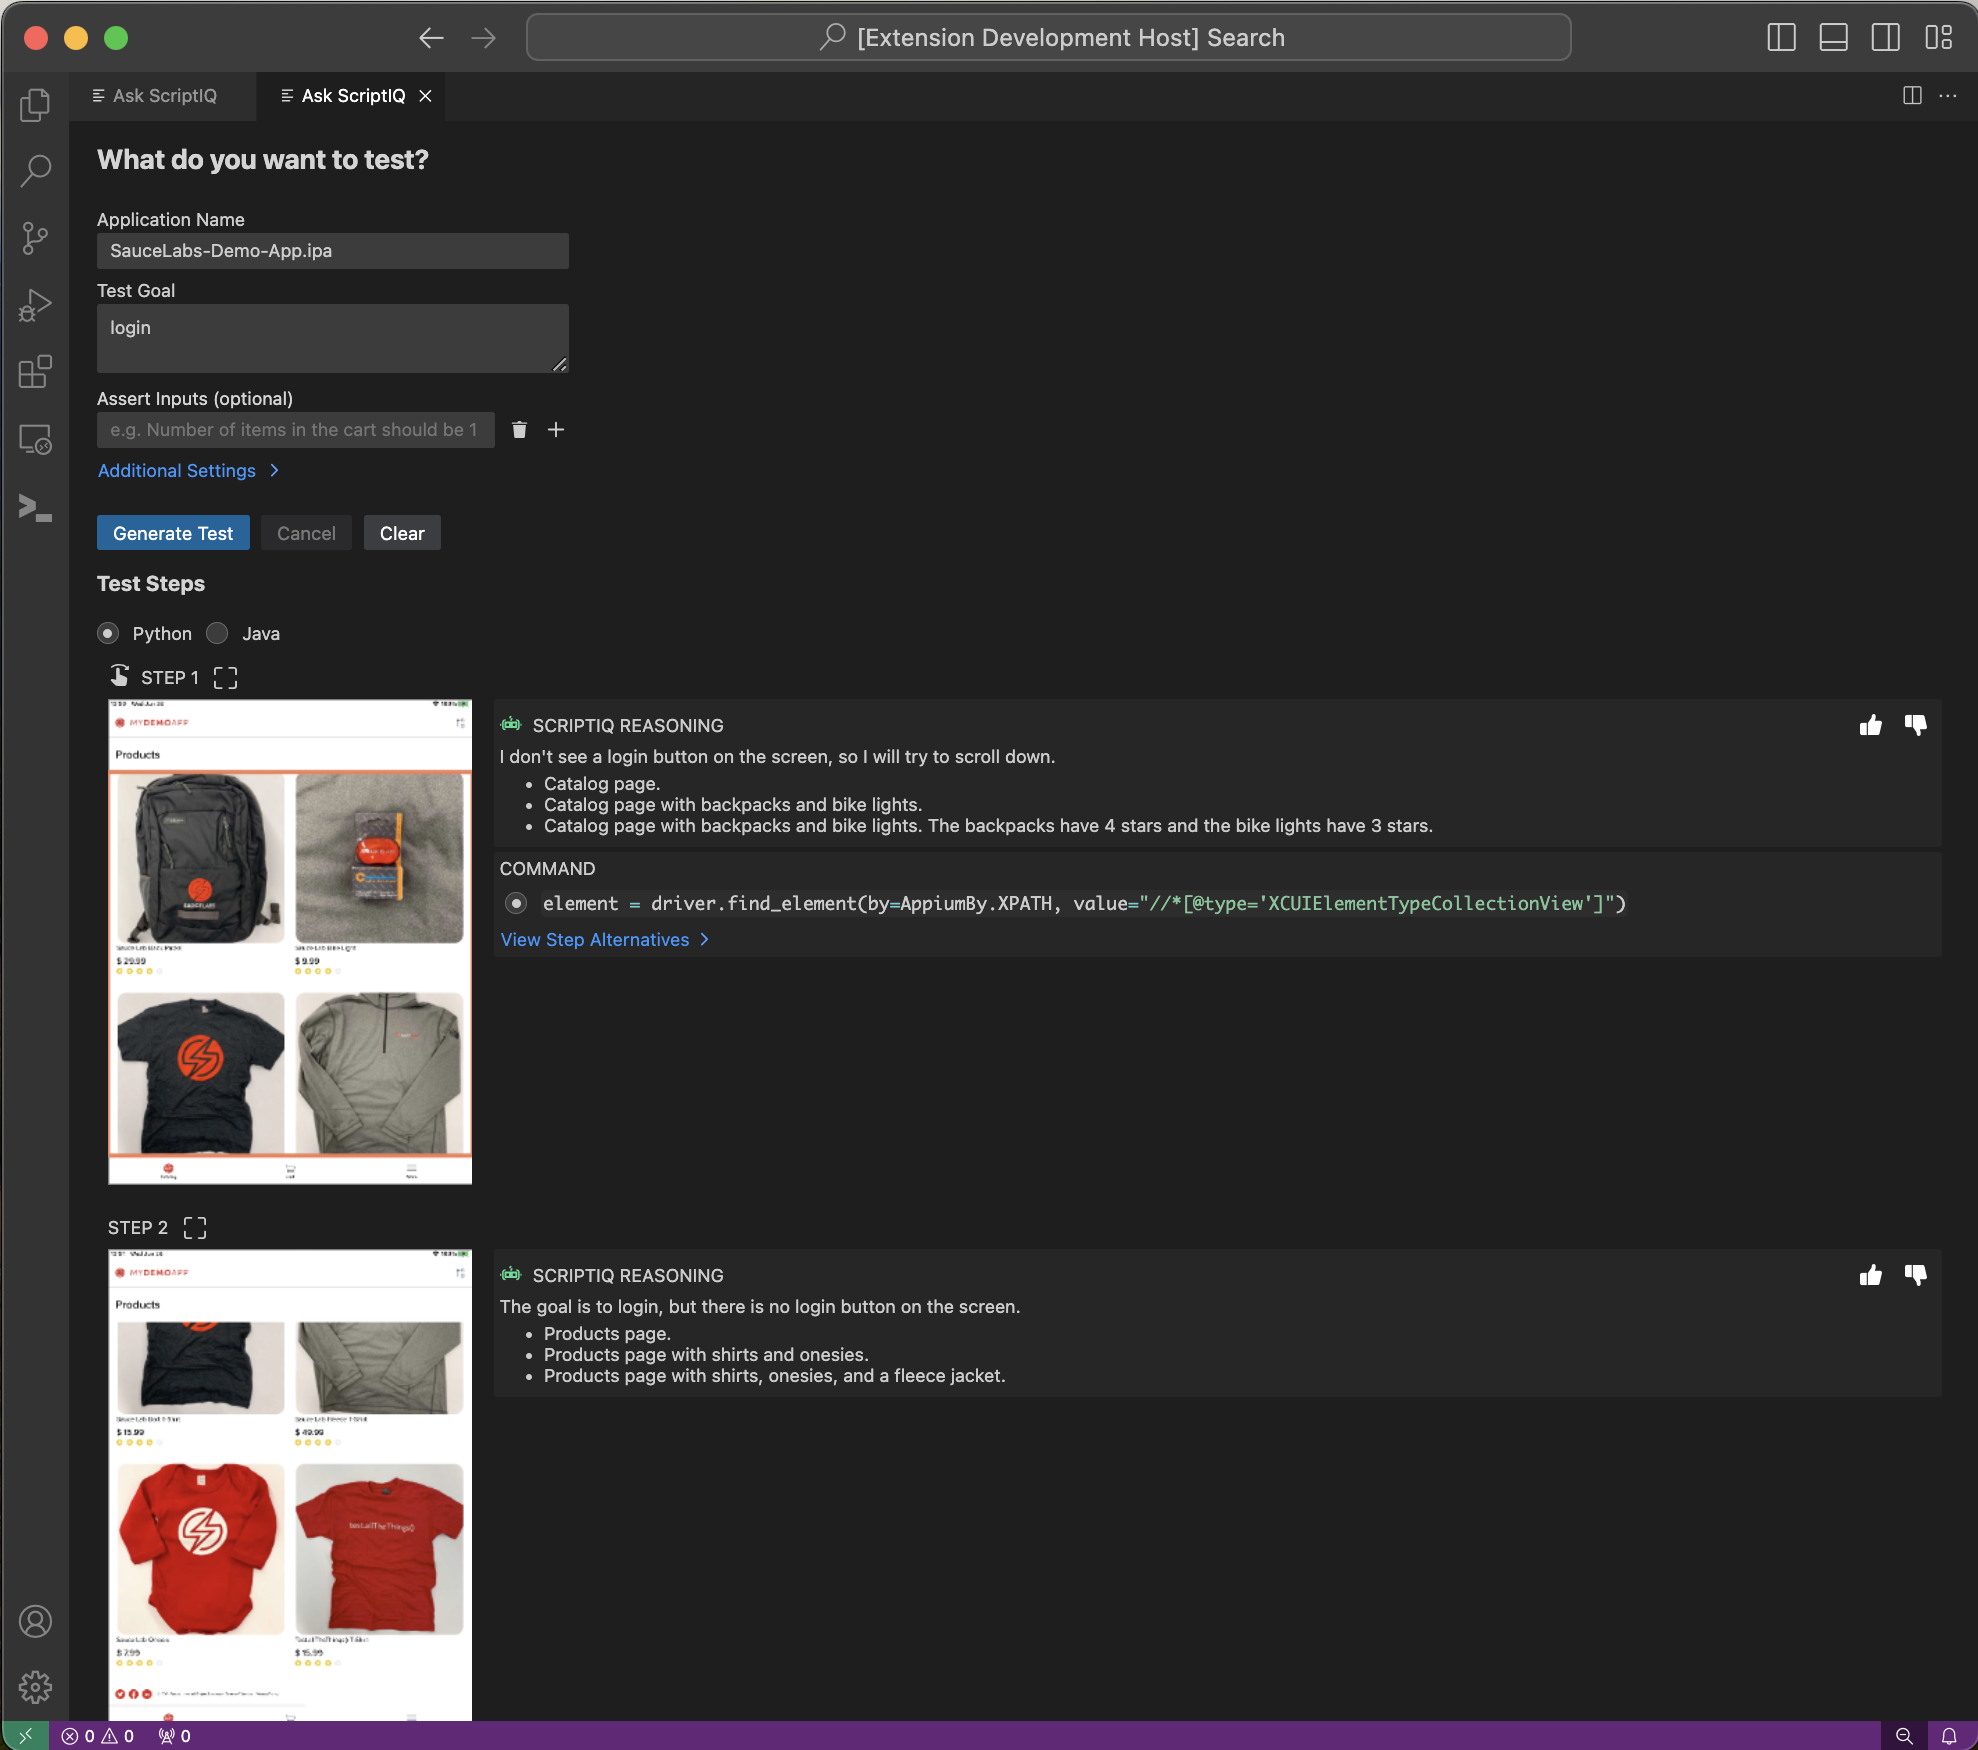 [Extension Development Host] Search
Ask ScriptIQ
Ask ScriptIQ
What do you want to test?
Application Name
SauceLabs-Demo-App.ipa
Test Goal
login
Assert Inputs (optional)
e.g. Number of items in the cart should be 1
Additional Settings
Generate Test
Cancel
Clear
Test Steps
Python
Java
STEP 1
MYDEMOAPP
Products
$ 29.99
$ 9.99
SCRIPTIQ REASONING
I don't see a login button on the screen, so I will try to scroll down.
• Catalog page.
• Catalog page with backpacks and bike lights.
• Catalog page with backpacks and bike lights. The backpacks have 4 stars and the bike lights have 3 stars.
COMMAND
element = driver.find_element(by=AppiumBy.XPATH, value="//*[@type='XCUIElementTypeCollectionView']")
View Step Alternatives
STEP 2
MYDEMOAPP
Products
$ 15.99
$ 49.99
$ 7.99
$ 15.99
SCRIPTIQ REASONING
The goal is to login, but there is no login button on the screen.
• Products page.
• Products page with shirts and onesies.
• Products page with shirts, onesies, and a fleece jacket.
0
0
0